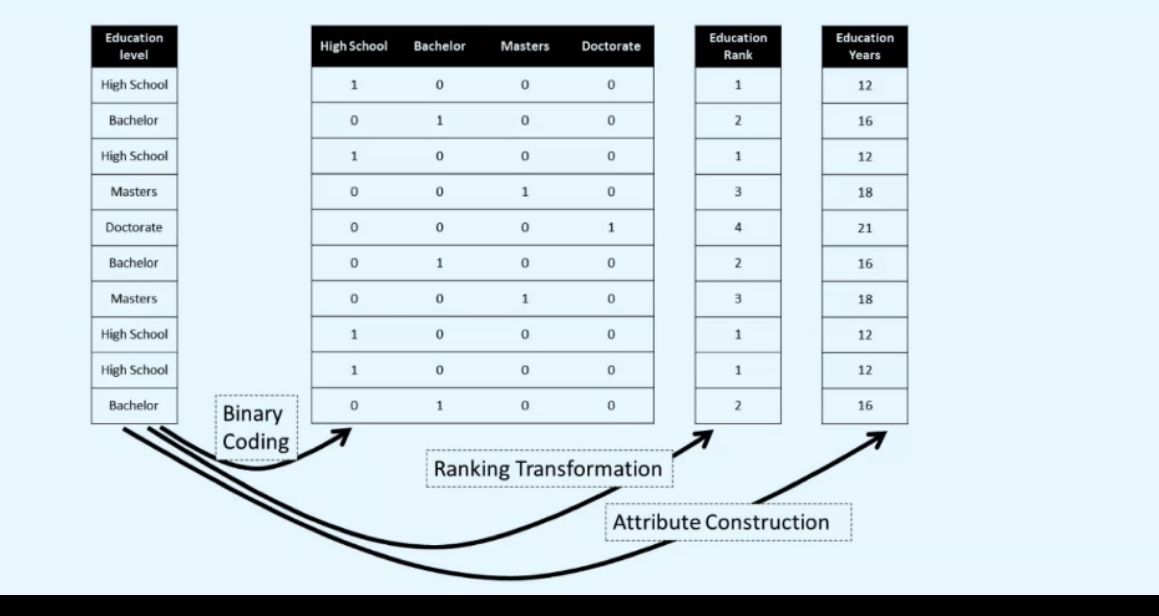 Education level High School Bachelor Masters Doctorate Education Rank Education Years
High School 1 0 0 0 1 12
Bachelor 0 1 0 0 2 16
High School 1 0 0 0 1 12
Masters 0 0 1 0 3 18
Doctorate 0 0 0 1 4 21
Bachelor 0 1 0 0 2 16
Masters 0 0 1 0 3 18
High School 1 0 0 0 1 12
High School 1 0 0 0 1 12
Bachelor 0 1 0 0 2 16
Binary
Coding
Ranking Transformation
Attribute Construction